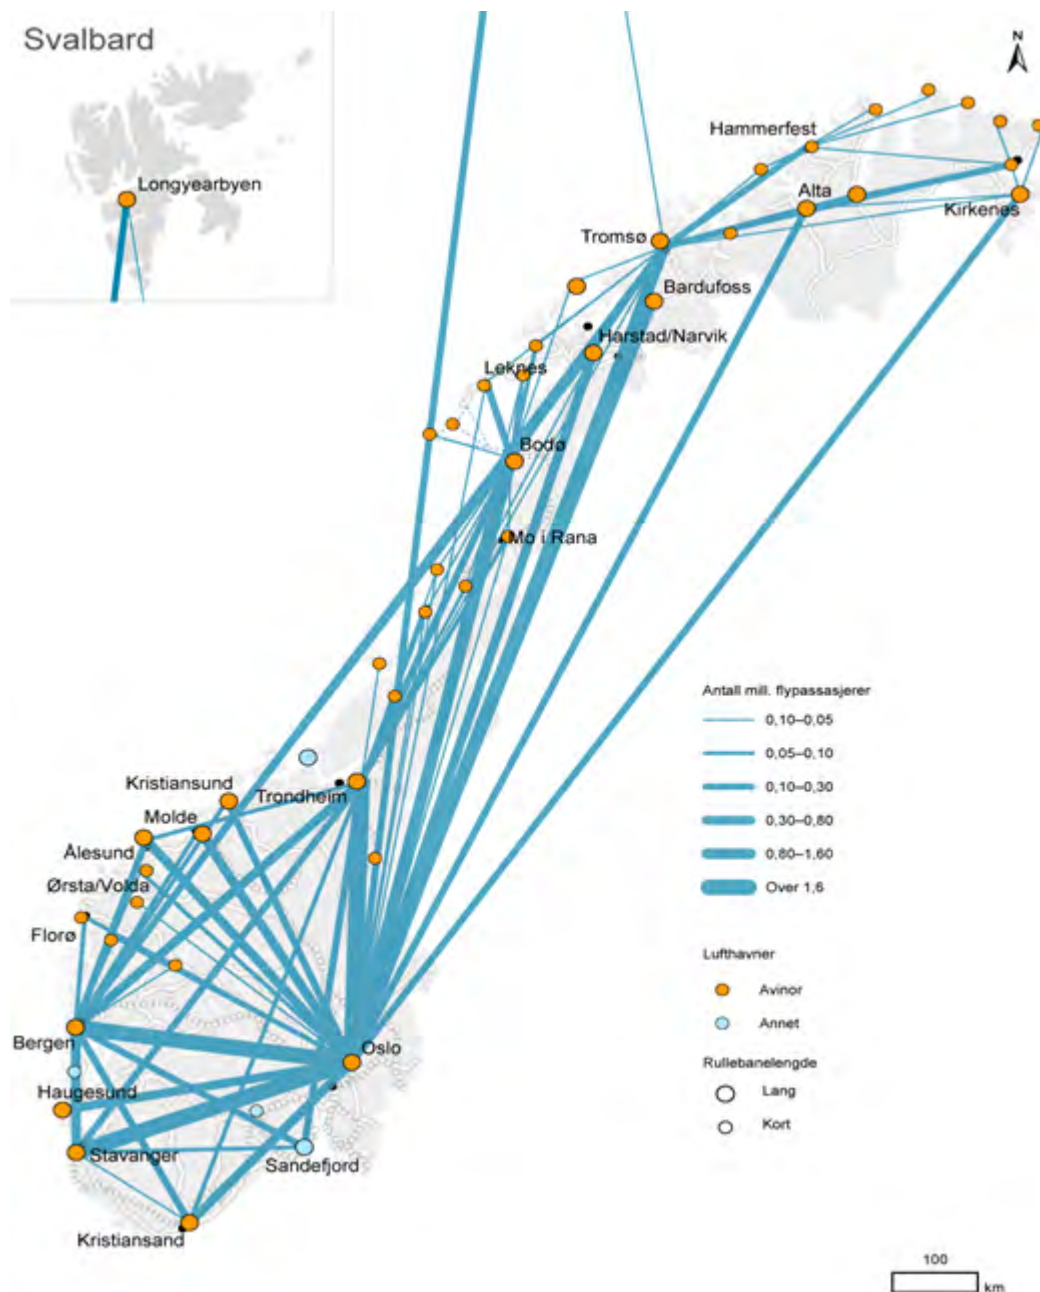 Svalbard
N
Longyearbyen
Hammerfest
Alta
Kirkenes
Tromsø
Bardufoss
Harstad/Narvik
Leknes
Bodø
Mo i Rana
Antall mill. flypassasjerer
0,10–0,05
0,05–0,10
0,10–0,30
0,30–0,80
0,80–1,60
Over 1,6
Kristiansund
Trondheim
Molde
Ålesund
Ørsta/Volda
Florø
Lufthavner
Avinor
Annet
Bergen
Oslo
Rullebanelengde
Lang
Kort
Haugesund
Stavanger
Sandefjord
Kristiansand
100
km